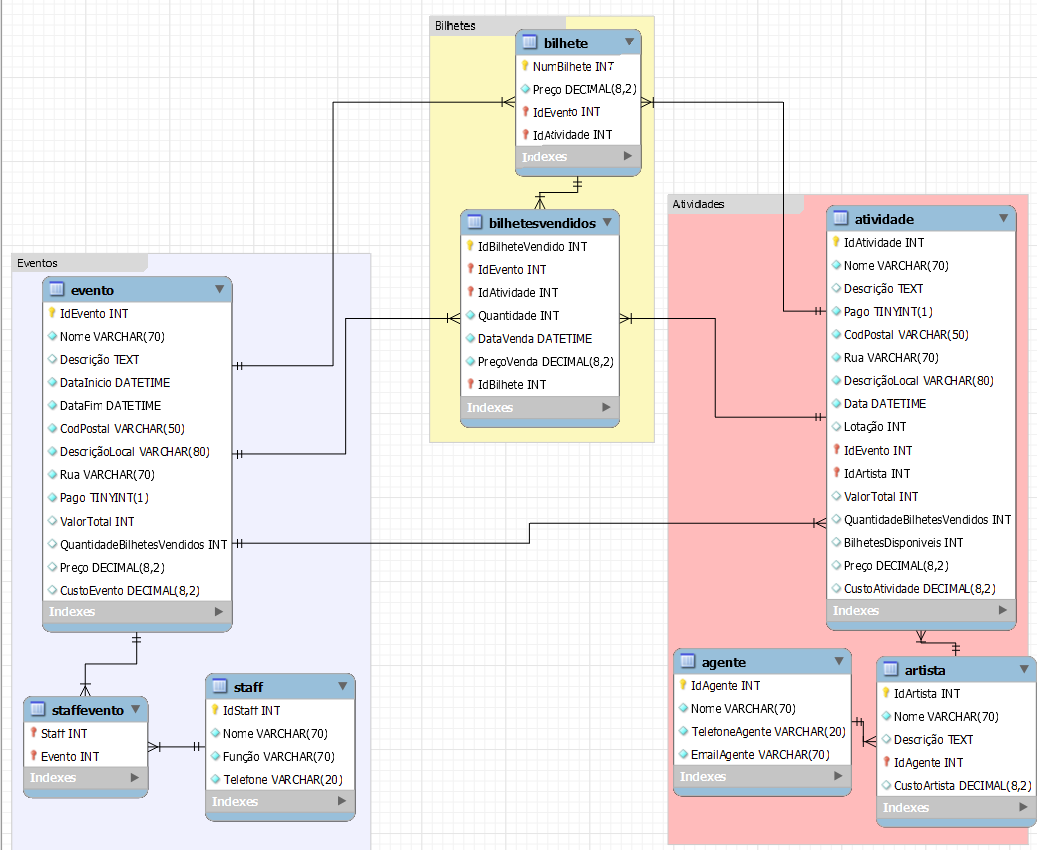 Bilhetes
bilhete
NumBilhete INT
Preço DECIMAL(8,2)
IdEvento INT
IdAtividade INT
Indexes
bilhetesvendidos
IdBilheteVendido INT
IdEvento INT
IdAtividade INT
Quantidade INT
DataVenda DATETIME
PreçoVenda DECIMAL(8,2)
IdBilhete INT
Indexes
Eventos
evento
IdEvento INT
Nome VARCHAR(70)
Descrição TEXT
DataInicio DATETIME
DataFim DATETIME
CodPostal VARCHAR(50)
DescriçãoLocal VARCHAR(80)
Rua VARCHAR(70)
Pago TINYINT(1)
ValorTotal INT
QuantidadeBilhetesVendidos INT
Preço DECIMAL(8,2)
CustoEvento DECIMAL(8,2)
Indexes
staffevento
Staff INT
Evento INT
Indexes
staff
IdStaff INT
Nome VARCHAR(70)
Função VARCHAR(70)
Telefone VARCHAR(20)
Indexes
Atividades
atividade
IdAtividade INT
Nome VARCHAR(70)
Descrição TEXT
Pago TINYINT(1)
CodPostal VARCHAR(50)
Rua VARCHAR(70)
DescriçãoLocal VARCHAR(80)
Data DATETIME
Lotação INT
IdEvento INT
IdArtista INT
ValorTotal INT
QuantidadeBilhetesVendidos INT
BilhetesDisponiveis INT
Preço DECIMAL(8,2)
CustoAtividade DECIMAL(8,2)
Indexes
agente
IdAgente INT
Nome VARCHAR(70)
TelefoneAgente VARCHAR(20)
EmailAgente VARCHAR(70)
Indexes
artista
IdArtista INT
Nome VARCHAR(70)
Descrição TEXT
IdAgente INT
CustoArtista DECIMAL(8,2)
Indexes